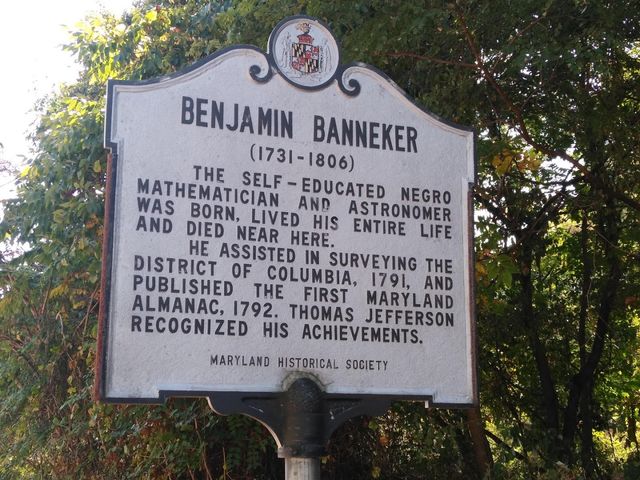 BENJAMIN BANNEKER
(1731-1806)
THE SELF-EDUCATED NEGRO
MATHEMATICIAN AND ASTRONOMER
WAS BORN, LIVED HIS ENTIRE LIFE
AND DIED NEAR HERE.
HE ASSISTED IN SURVEYING THE
DISTRICT OF COLUMBIA, 1791, AND
PUBLISHED THE FIRST MARYLAND
ALMANAC, 1792. THOMAS JEFFERSON
RECOGNIZED HIS ACHIEVEMENTS.
MARYLAND HISTORICAL SOCIETY